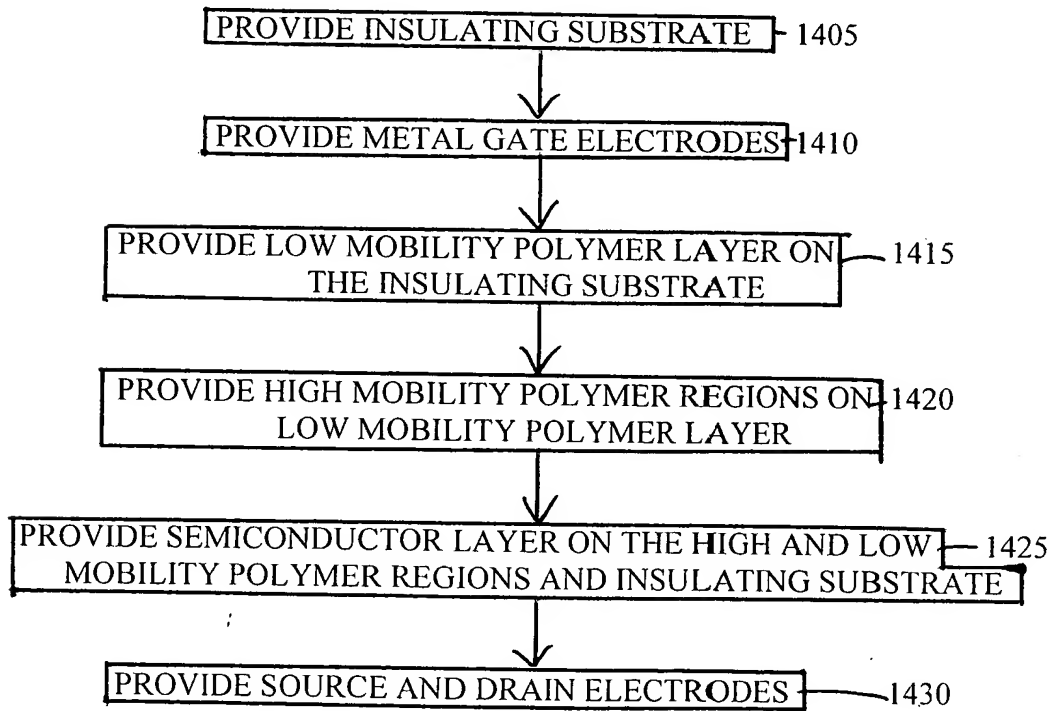 PROVIDE INSULATING SUBSTRATE 1405
PROVIDE METAL GATE ELECTRODES 1410
PROVIDE LOW MOBILITY POLYMER LAYER ON 1415
THE INSULATING SUBSTRATE
PROVIDE HIGH MOBILITY POLYMER REGIONS ON 1420
LOW MOBILITY POLYMER LAYER
PROVIDE SEMICONDUCTOR LAYER ON THE HIGH AND LOW 1425
MOBILITY POLYMER REGIONS AND INSULATING SUBSTRATE
PROVIDE SOURCE AND DRAIN ELECTRODES 1430